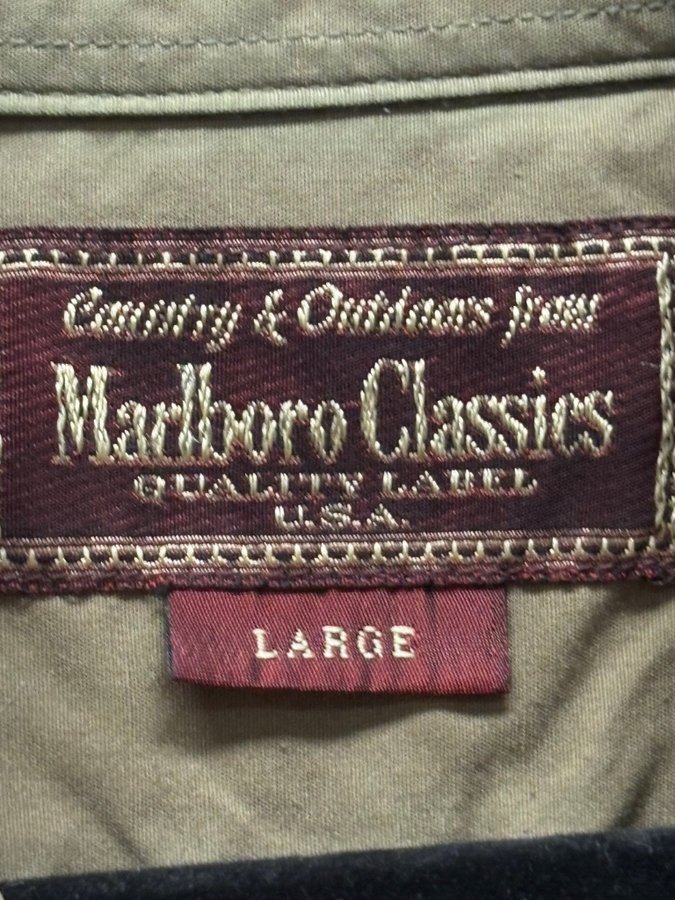 Country & Outdoors from
Marlboro Classics
QUALITY LABEL
U.S.A.
LARGE